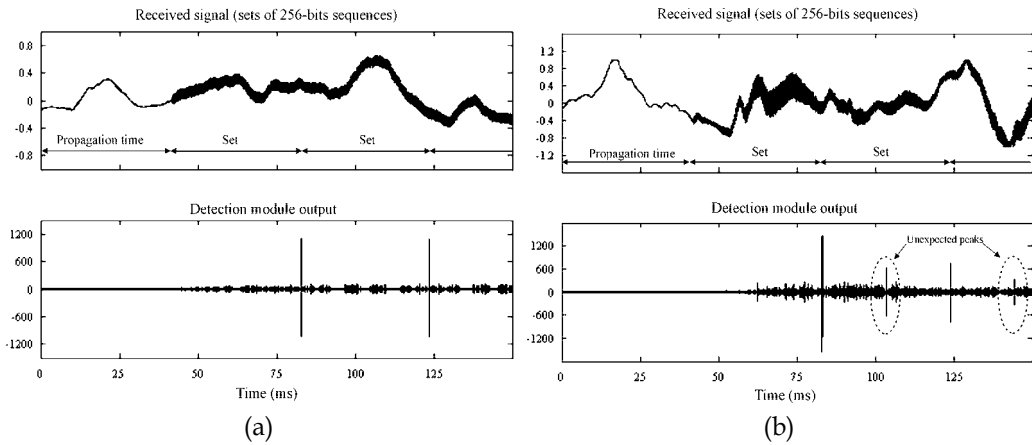 Received signal (sets of 256-bits sequences)
0.8
0.4
0
-0.4
-0.8
Propagation time
Set
Set
Detection module output
1200
600
0
-600
-1200
0
25
50
75
100
125
Time (ms)
(a)
Received signal (sets of 256-bits sequences)
1.2
0.8
0.4
0
-0.4
-0.8
-1.2
Propagation time
Set
Set
Detection module output
1200
600
0
-600
-1200
Unexpected peaks
0
25
50
75
100
125
Time (ms)
(b)